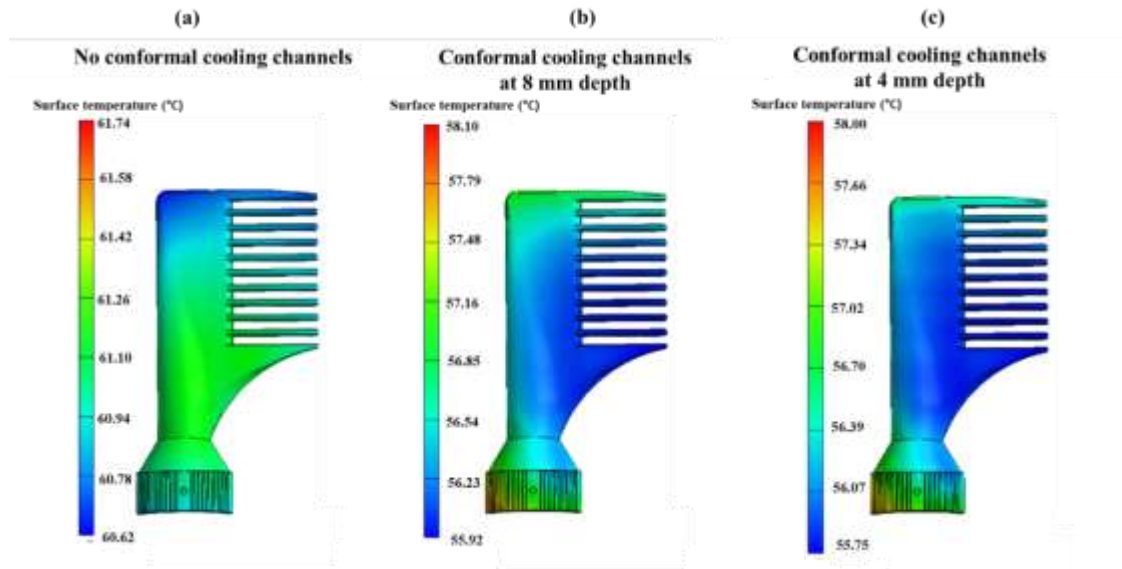 (a)
No conformal cooling channels
Surface temperature (℃)
61.74
61.58
61.42
61.26
61.10
60.94
60.78
60.62
(b)
Conformal cooling channels
at 8 mm depth
Surface temperature (℃)
58.10
57.79
57.48
57.16
56.85
56.54
56.23
55.92
(c)
Conformal cooling channels
at 4 mm depth
Surface temperature (℃)
58.00
57.66
57.34
57.02
56.70
56.39
56.07
55.75